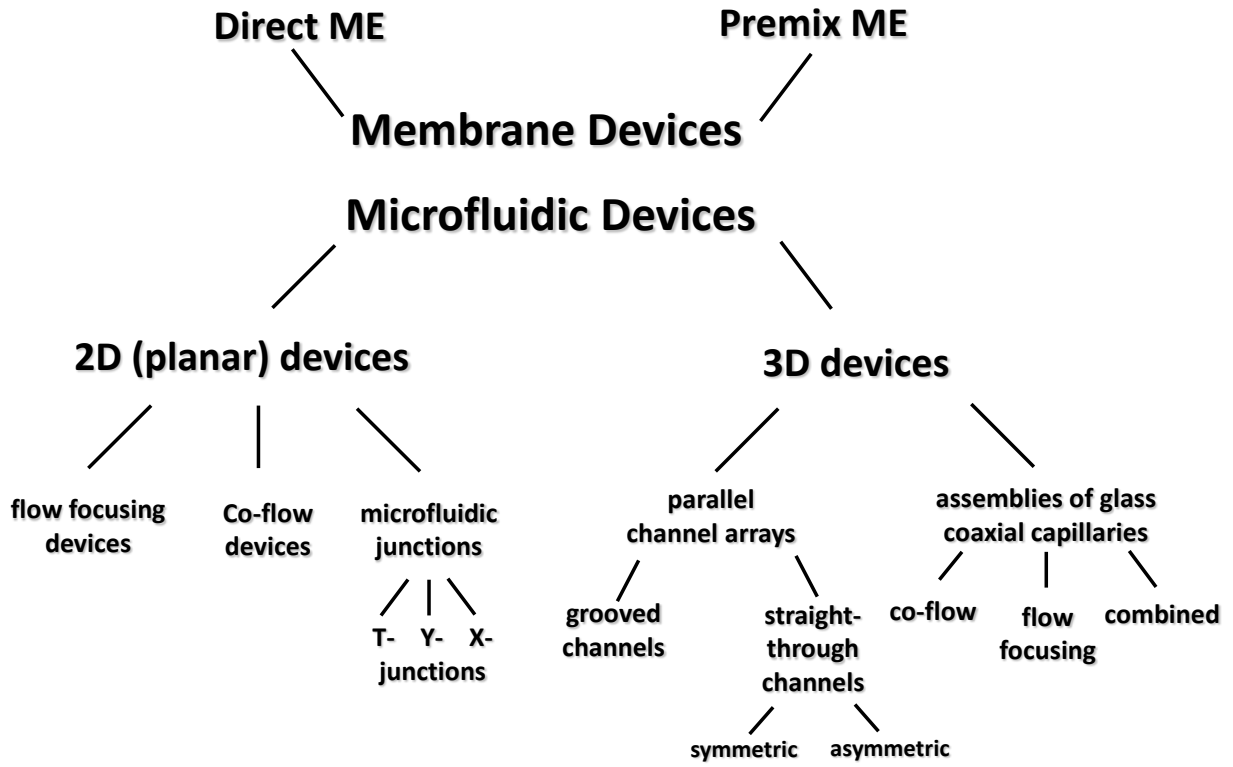 Direct ME
Premix ME
Membrane Devices
Microfluidic Devices
2D (planar) devices
3D devices
flow focusing
devices
Co-flow
devices
microfluidic
junctions
T- Y- X-
junctions
parallel
channel arrays
assemblies of glass
coaxial capillaries
grooved
channels
straight-
through
channels
co-flow
flow
focusing
combined
symmetric
asymmetric